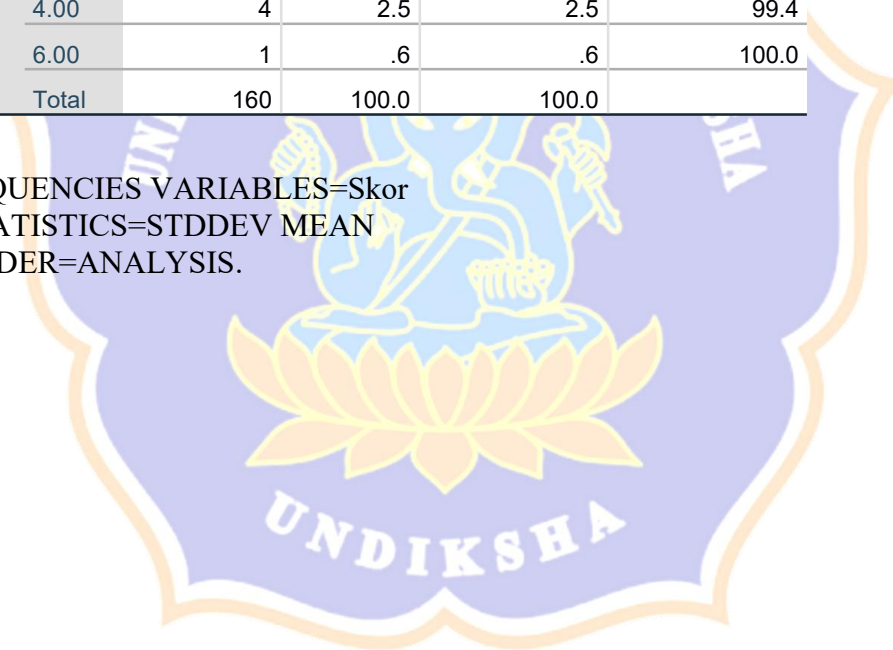 4.00 4 2.5 2.5 99.4
6.00 1 .6 .6 100.0
Total 160 100.0 100.0
QUENCIES VARIABLES=Skor
ATISTICS=STDDEV MEAN
DER=ANALYSIS.
UNDIKSHA